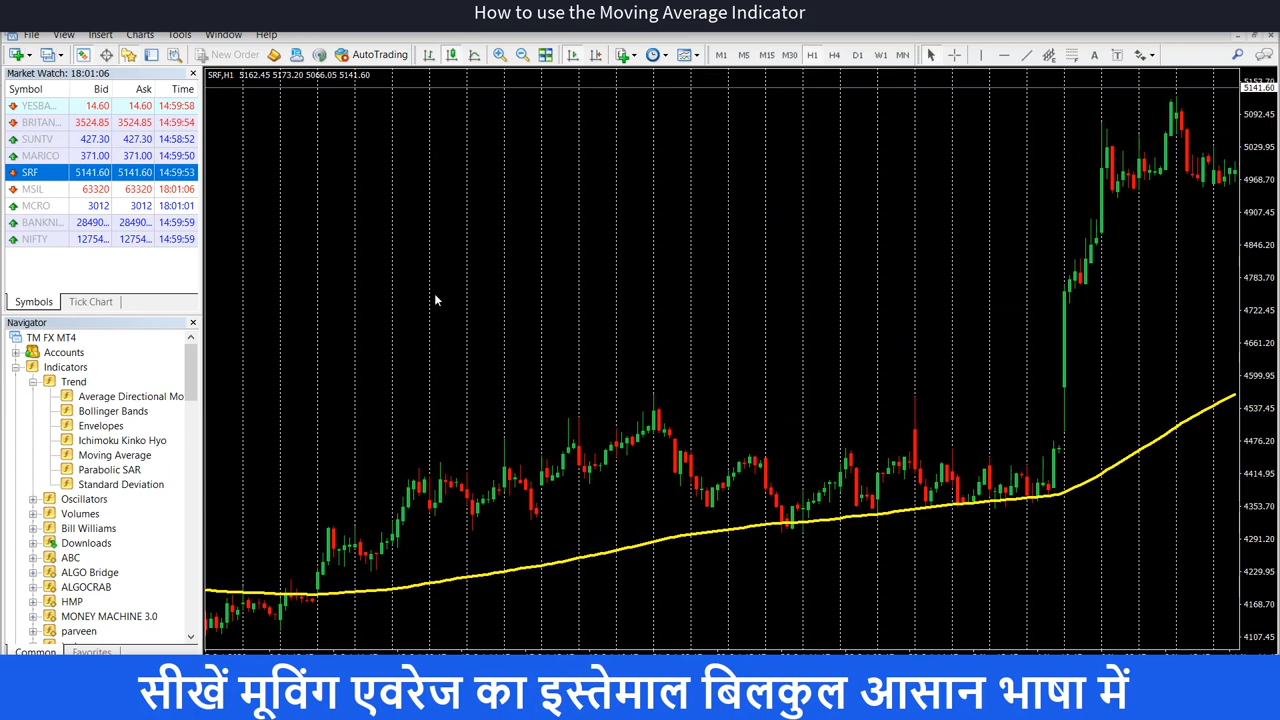 How to use the Moving Average Indicator
File View Insert Charts Tools Window Help
New Order AutoTrading M1 M5 M15 M30 H1 H4 D1 W1 MN
Market Watch: 18:01:06
Symbol Bid Ask Time
YESBA... 14.60 14.60 14:59:58
BRITAN... 3524.85 3524.85 14:59:54
SUNTV 427.30 427.30 14:58:52
MARICO 371.00 371.00 14:59:50
SRF 5141.60 5141.60 14:59:53
MSIL 63320 63320 18:01:06
MCRO 3012 3012 18:01:01
BANKNI... 28490... 28490... 14:59:59
NIFTY 12754... 12754... 14:59:59
Symbols Tick Chart
Navigator
TM FX MT4
Accounts
Indicators
Trend
Average Directional Mo
Bollinger Bands
Envelopes
Ichimoku Kinko Hyo
Moving Average
Parabolic SAR
Standard Deviation
Oscillators
Volumes
Bill Williams
Downloads
ABC
ALGO Bridge
ALGOCRAB
HMP
MONEY MACHINE 3.0
parveen
Common Favorites
SRF,H1 5162.45 5173.20 5066.05 5141.60
5153.70
5141.60
5092.45
5029.95
4968.70
4907.45
4846.20
4783.70
4722.45
4661.20
4599.95
4537.45
4476.20
4414.95
4353.70
4291.20
4229.95
4168.70
4107.45
सीखें मूविंग एवरेज का इस्तेमाल बिलकुल आसान भाषा में